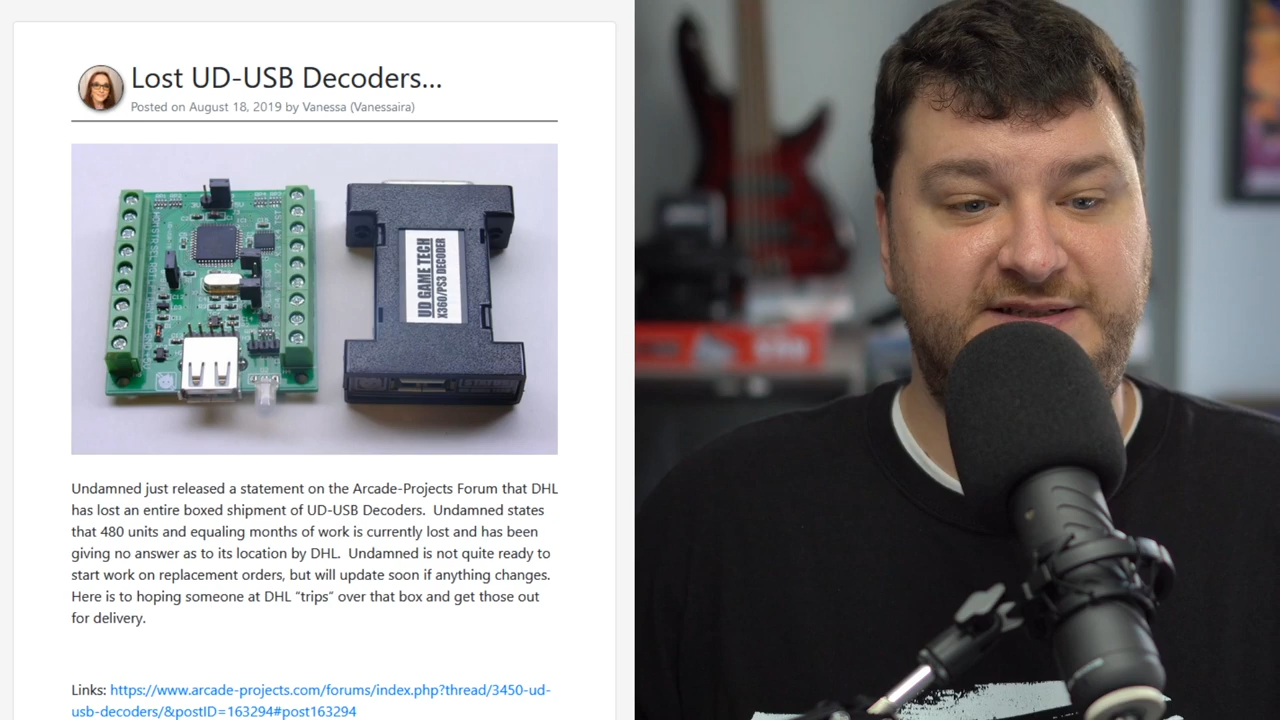 Lost UD-USB Decoders...
Posted on August 18, 2019 by Vanessa (Vanessaira)
UD GAME TECH
X360/PS3 DECODER
Undamned just released a statement on the Arcade-Projects Forum that DHL
has lost an entire boxed shipment of UD-USB Decoders. Undamned states
that 480 units and equaling months of work is currently lost and has been
giving no answer as to its location by DHL. Undamned is not quite ready to
start work on replacement orders, but will update soon if anything changes.
Here is to hoping someone at DHL “trips” over that box and get those out
for delivery.
Links: https://www.arcade-projects.com/forums/index.php?thread/3450-ud-
usb-decoders/&postID=163294#post163294